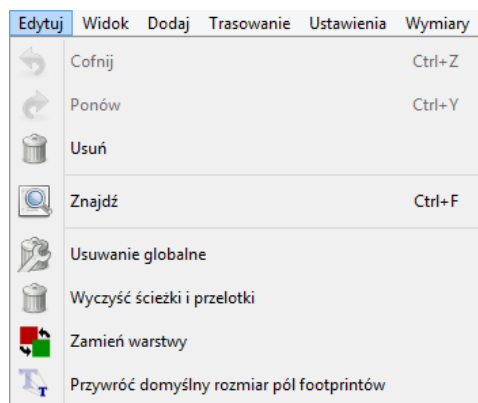 Edytuj Widok Dodaj Trasowanie Ustawienia Wymiary
Cofnij Ctrl+Z
Ponów Ctrl+Y
Usuń
Znajdź Ctrl+F
Usuwanie globalne
Wyczyść ścieżki i przelotki
Zamień warstwy
Przywróć domyślny rozmiar pól footprintów